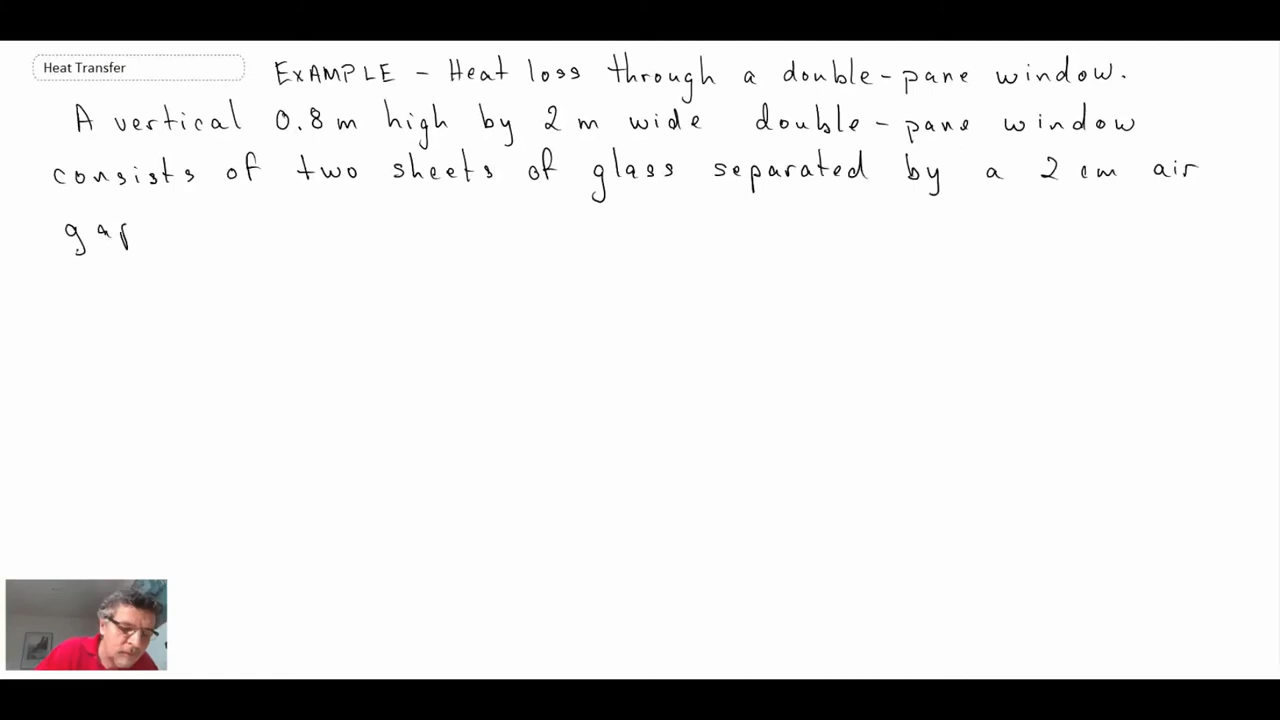 Heat Transfer
EXAMPLE - Heat loss through a double-pane window.
A vertical 0.8 m high by 2 m wide double-pane window
consists of two sheets of glass separated by a 2 cm air
gap